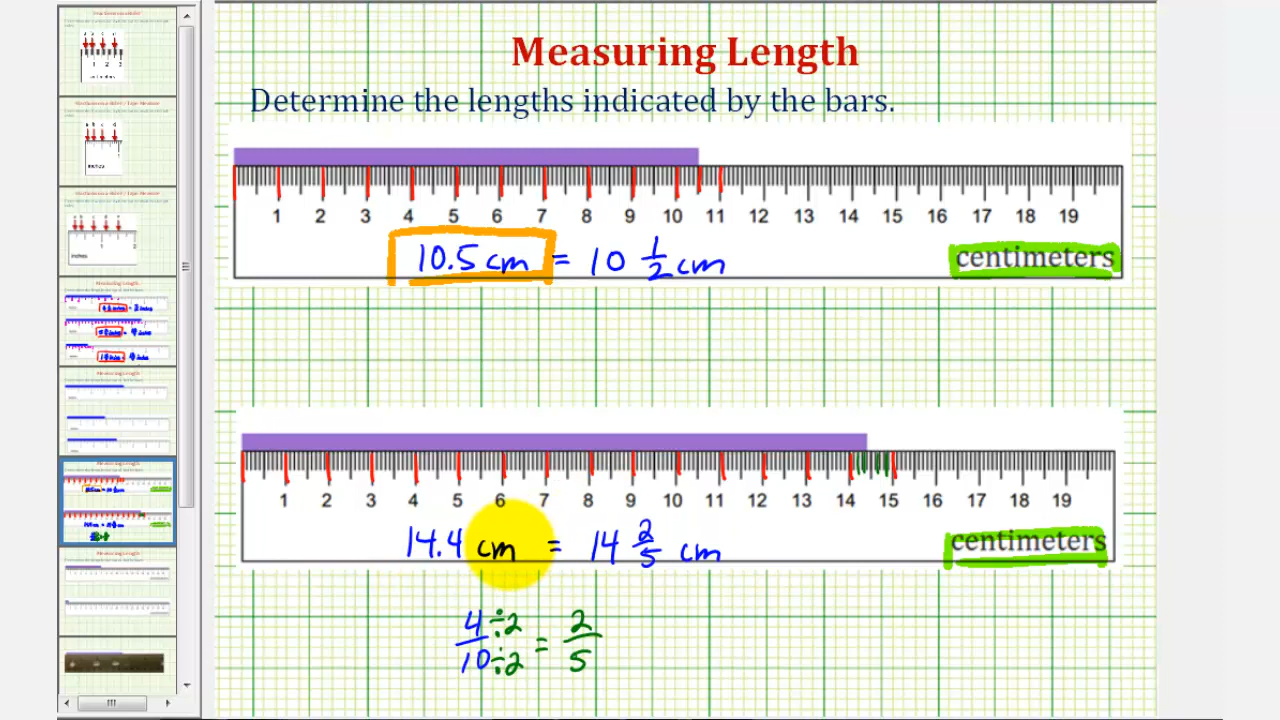 Measuring Length
Determine the lengths indicated by the bars.
1 2 3 4 5 6 7 8 9 10 11 12 13 14 15 16 17 18 19
10.5 cm = 10 1/2 cm
centimeters
1 2 3 4 5 6 7 8 9 10 11 12 13 14 15 16 17 18 19
14.4 cm = 14 2/5 cm
centimeters
4÷2 / 10÷2 = 2/5